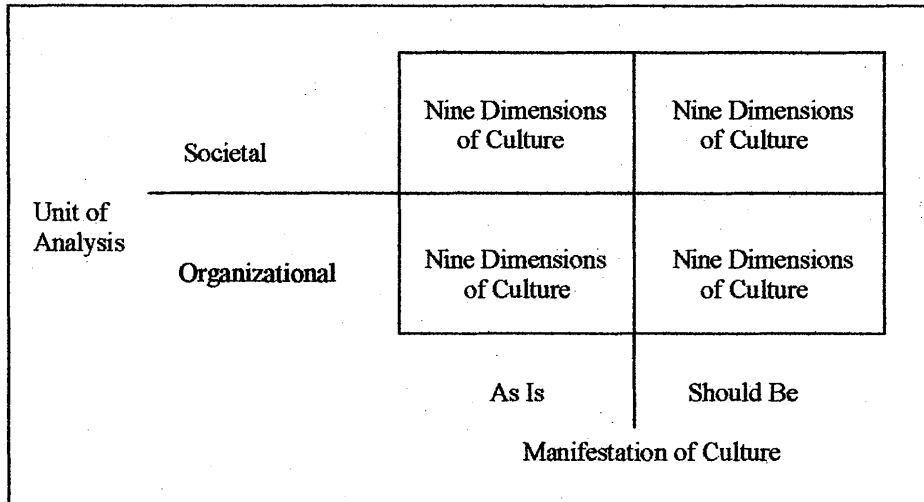 Nine Dimensions
of Culture
Nine Dimensions
of Culture
Societal
Unit of
Analysis
Organizational
Nine Dimensions
of Culture
Nine Dimensions
of Culture
As Is
Should Be
Manifestation of Culture